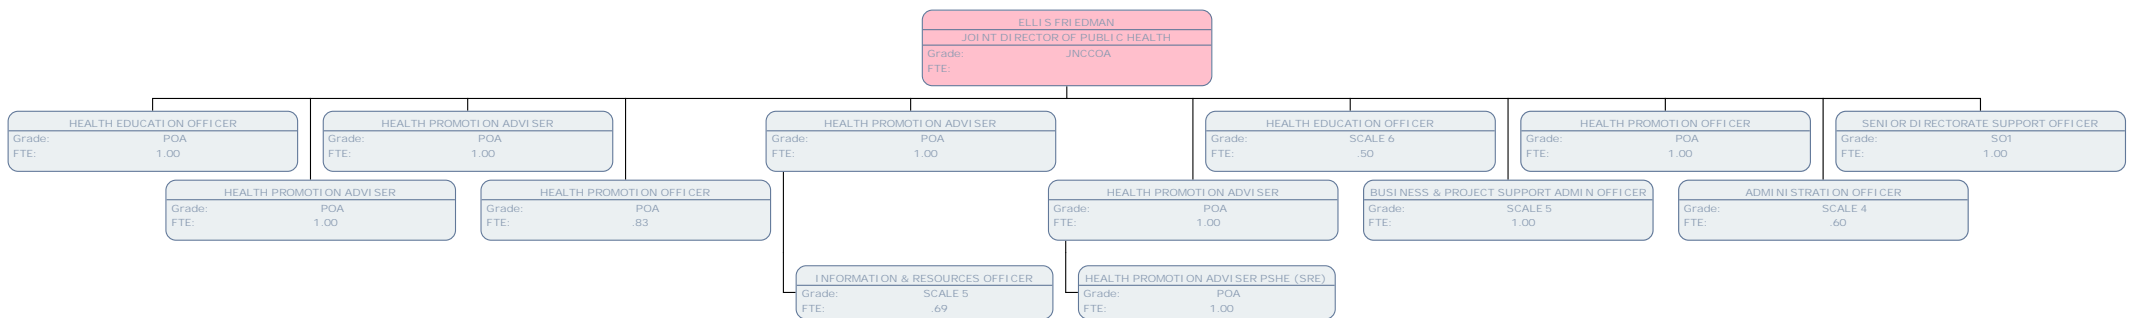 ELLIS FRIEDMAN
JOINT DIRECTOR OF PUBLIC HEALTH
Grade: JNCCOA
FTE:
HEALTH EDUCATION OFFICER
Grade: POA
FTE: 1.00
HEALTH PROMOTION ADVISER
Grade: POA
FTE: 1.00
HEALTH PROMOTION ADVISER
Grade: POA
FTE: 1.00
HEALTH EDUCATION OFFICER
Grade: SCALE 6
FTE: .50
HEALTH PROMOTION OFFICER
Grade: POA
FTE: 1.00
SENIOR DIRECTORATE SUPPORT OFFICER
Grade: SO1
FTE: 1.00
HEALTH PROMOTION ADVISER
Grade: POA
FTE: 1.00
HEALTH PROMOTION OFFICER
Grade: POA
FTE: .83
HEALTH PROMOTION ADVISER
Grade: POA
FTE: 1.00
BUSINESS & PROJECT SUPPORT ADMIN OFFICER
Grade: SCALE 5
FTE: 1.00
ADMINISTRATION OFFICER
Grade: SCALE 4
FTE: .60
INFORMATION & RESOURCES OFFICER
Grade: SCALE 5
FTE: .69
HEALTH PROMOTION ADVISER PSHE (SRE)
Grade: POA
FTE: 1.00